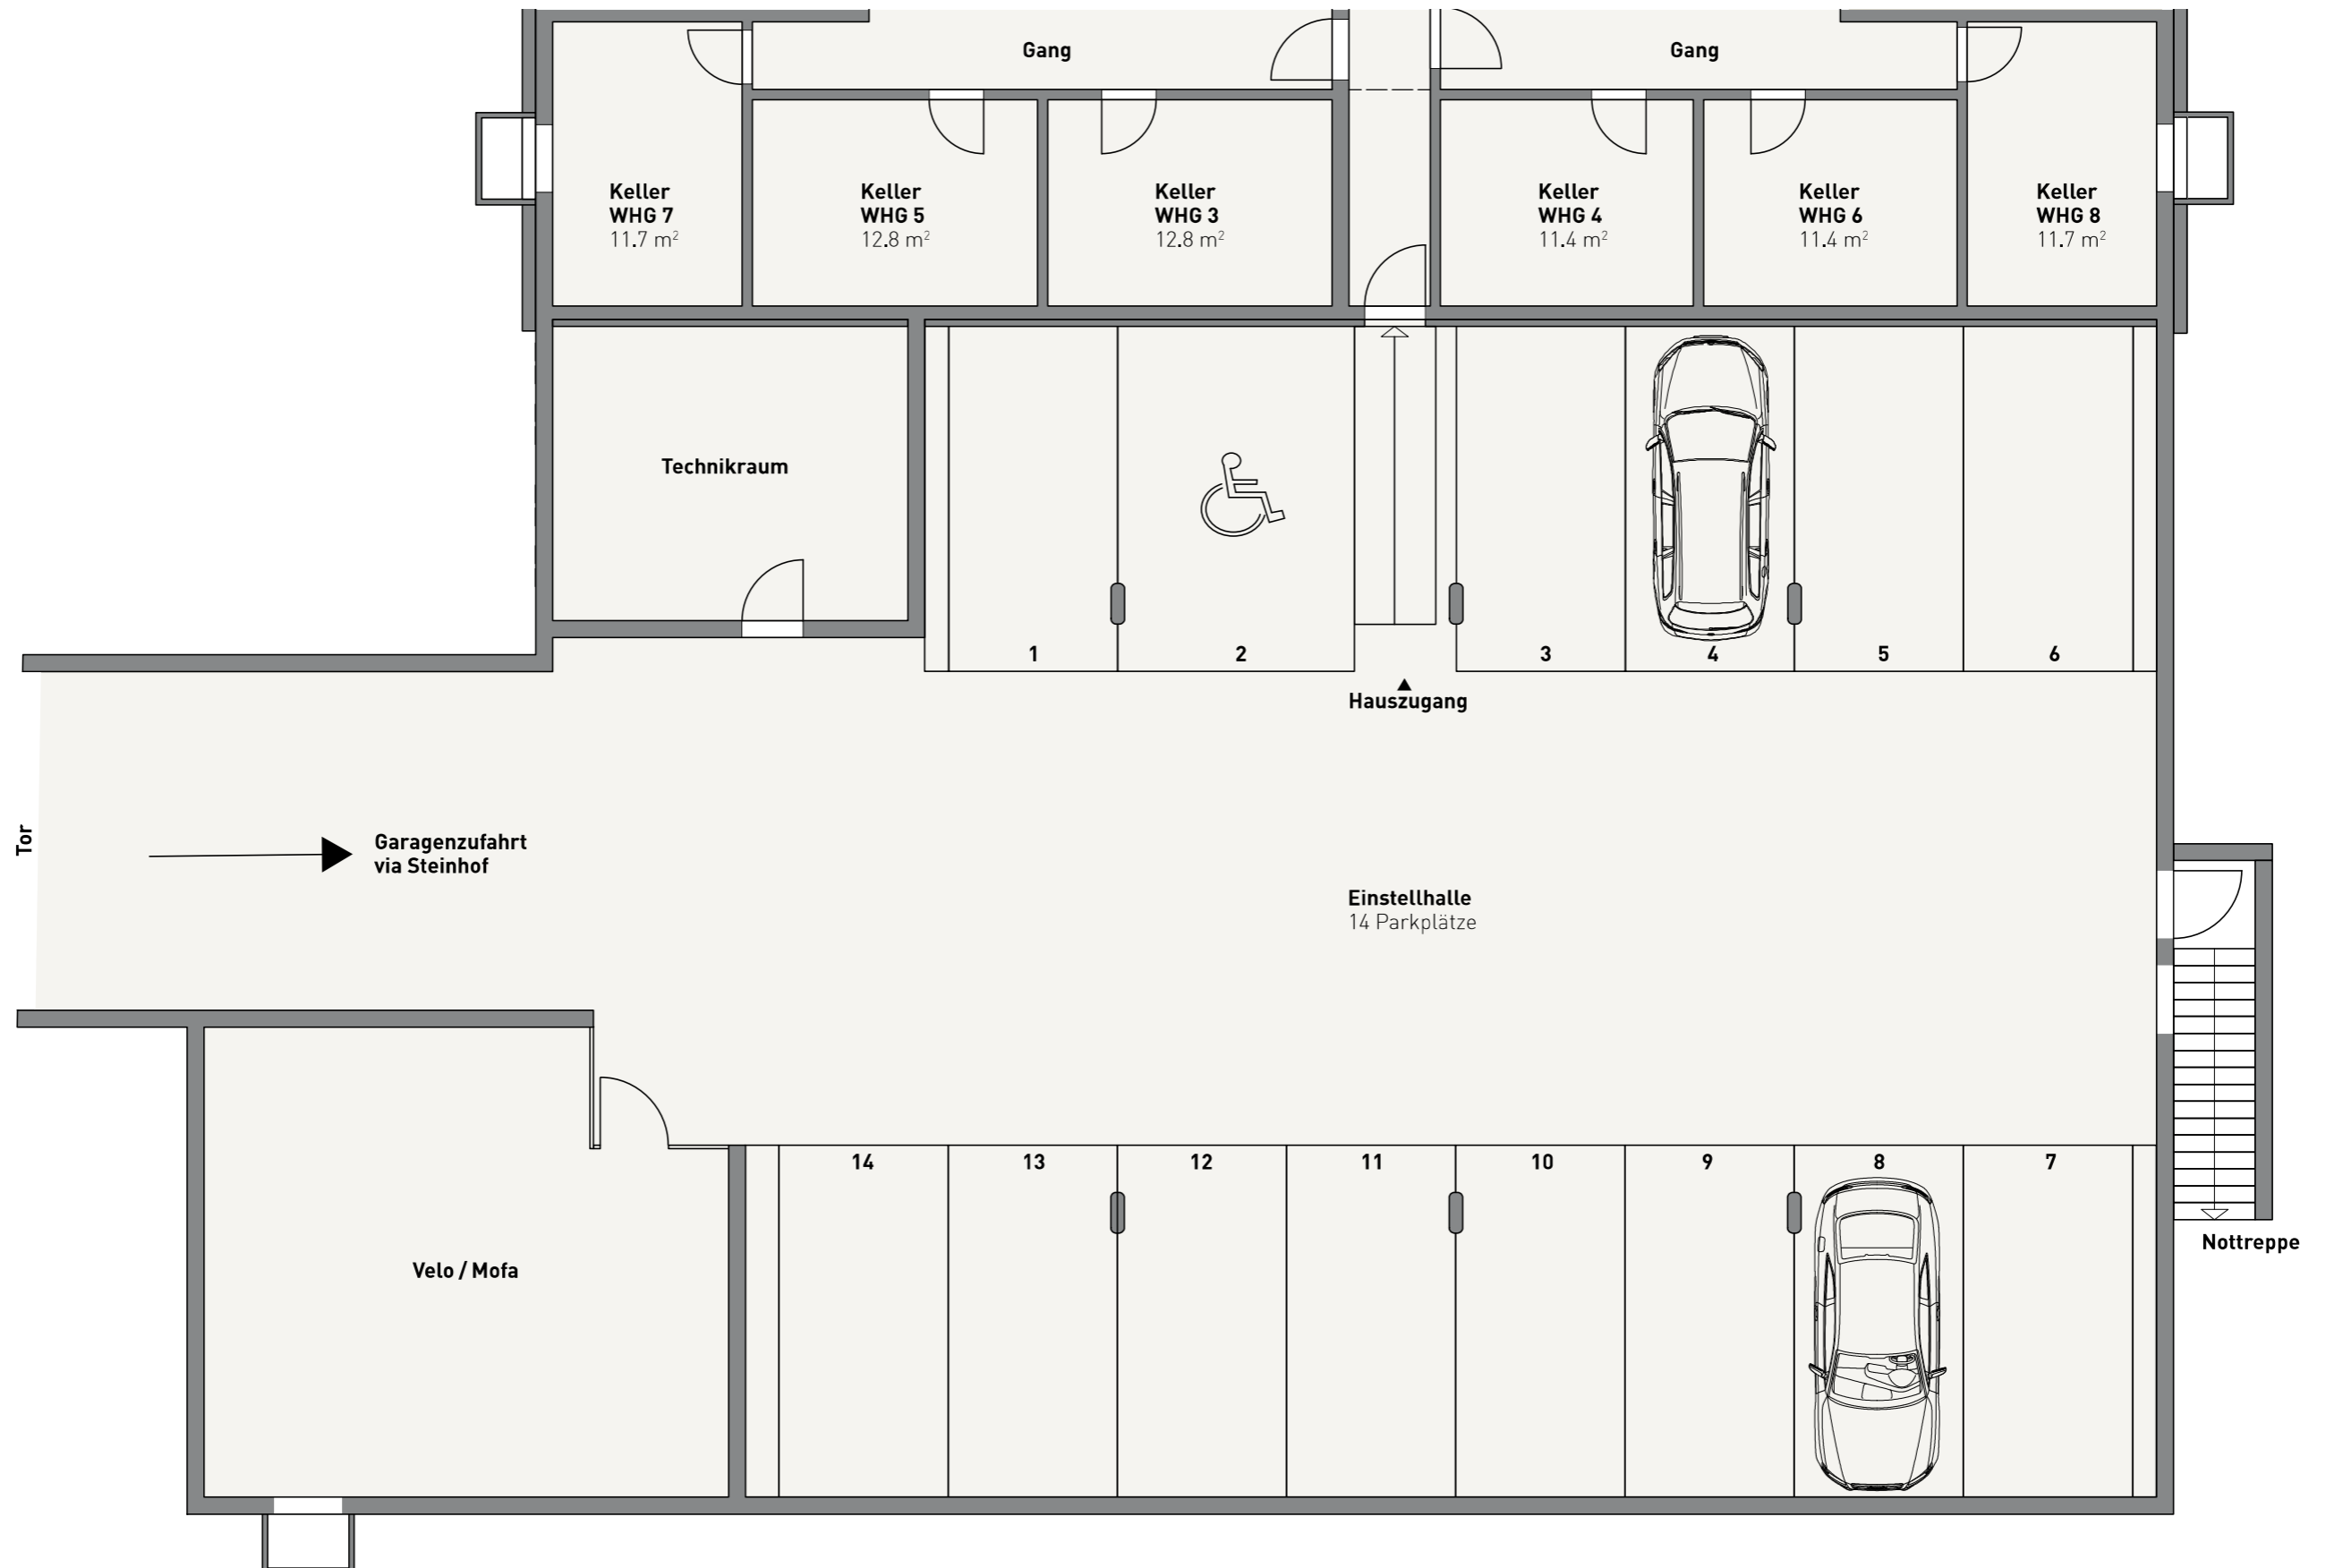 Gang
Gang
Keller
WHG 7
11.7 m²
Keller
WHG 5
12.8 m²
Keller
WHG 3
12.8 m²
Keller
WHG 4
11.4 m²
Keller
WHG 6
11.4 m²
Keller
WHG 8
11.7 m²
Technikraum
1
2
3
4
5
6
Hauszugang
Tor
Garagenzufahrt
via Steinhof
Einstellhalle
14 Parkplätze
14
13
12
11
10
9
8
7
Nottreppe
Velo / Mofa